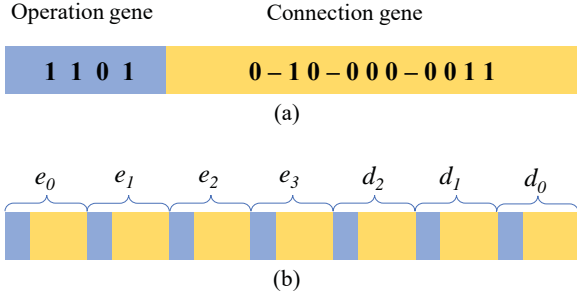 Operation gene Connection gene
1 1 0 1 0 – 1 0 – 0 0 0 – 0 0 1 1
(a)
e0 e1 e2 e3 d2 d1 d0
(b)